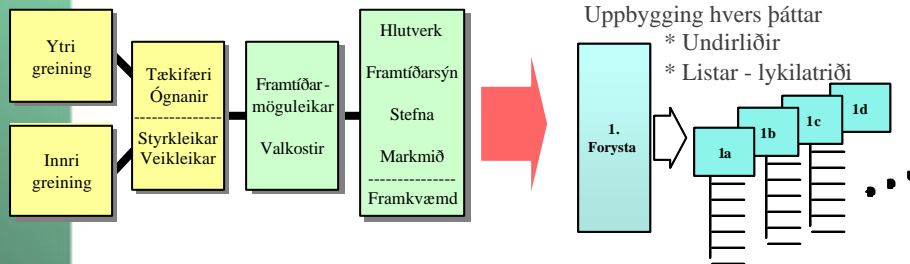 Ytri
greining
Innri
greining
Tækifæri
Ógnanir
--------------------
Styrkleikar
Veikleikar
Framtíðar-
möguleikar
Valkostir
Hlutverk
Framtíðarsýn
Stefna
Markmið
---------------
Framkvæmd
Uppbygging hvers þáttar
* Undirliðir
* Listar - lykilatriði
1.
Forysta
1a
1b
1c
1d